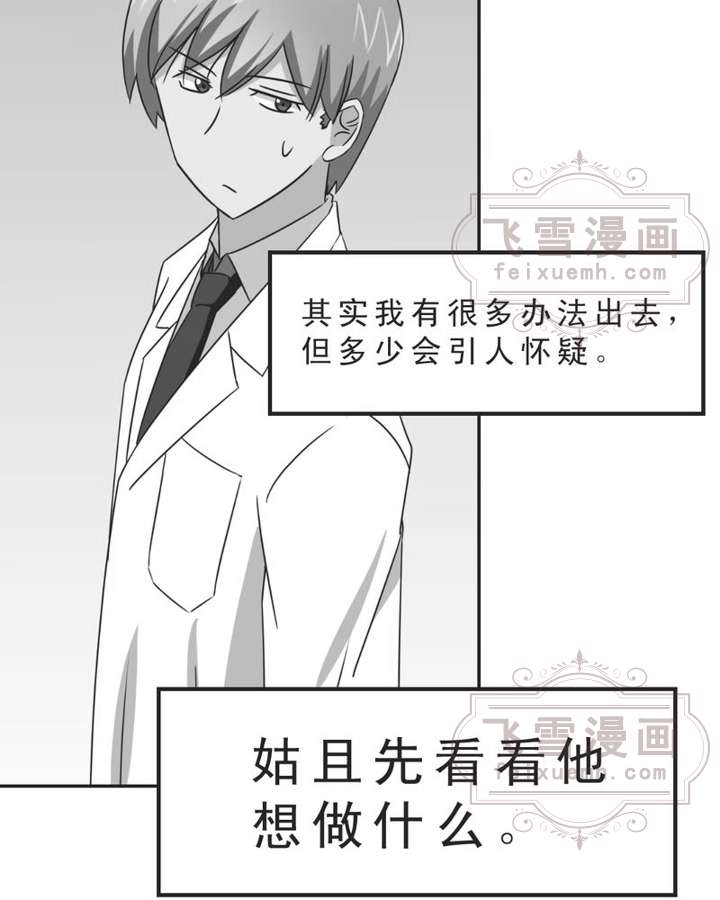 飞雪漫画
feixuemh.com
其实我有很多办法出去，
但多少会引人怀疑。
飞雪漫画
feixuemh.com
姑且先看看他
想做什么。